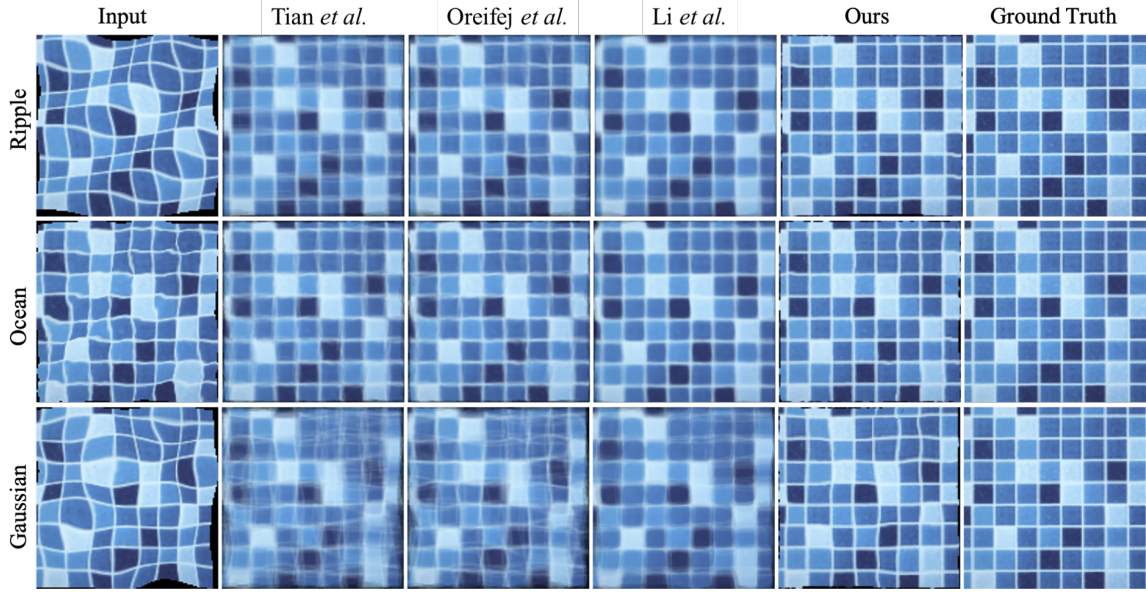 Input Tian et al. Oreifej et al. Li et al. Ours Ground Truth
Ripple
Ocean
Gaussian